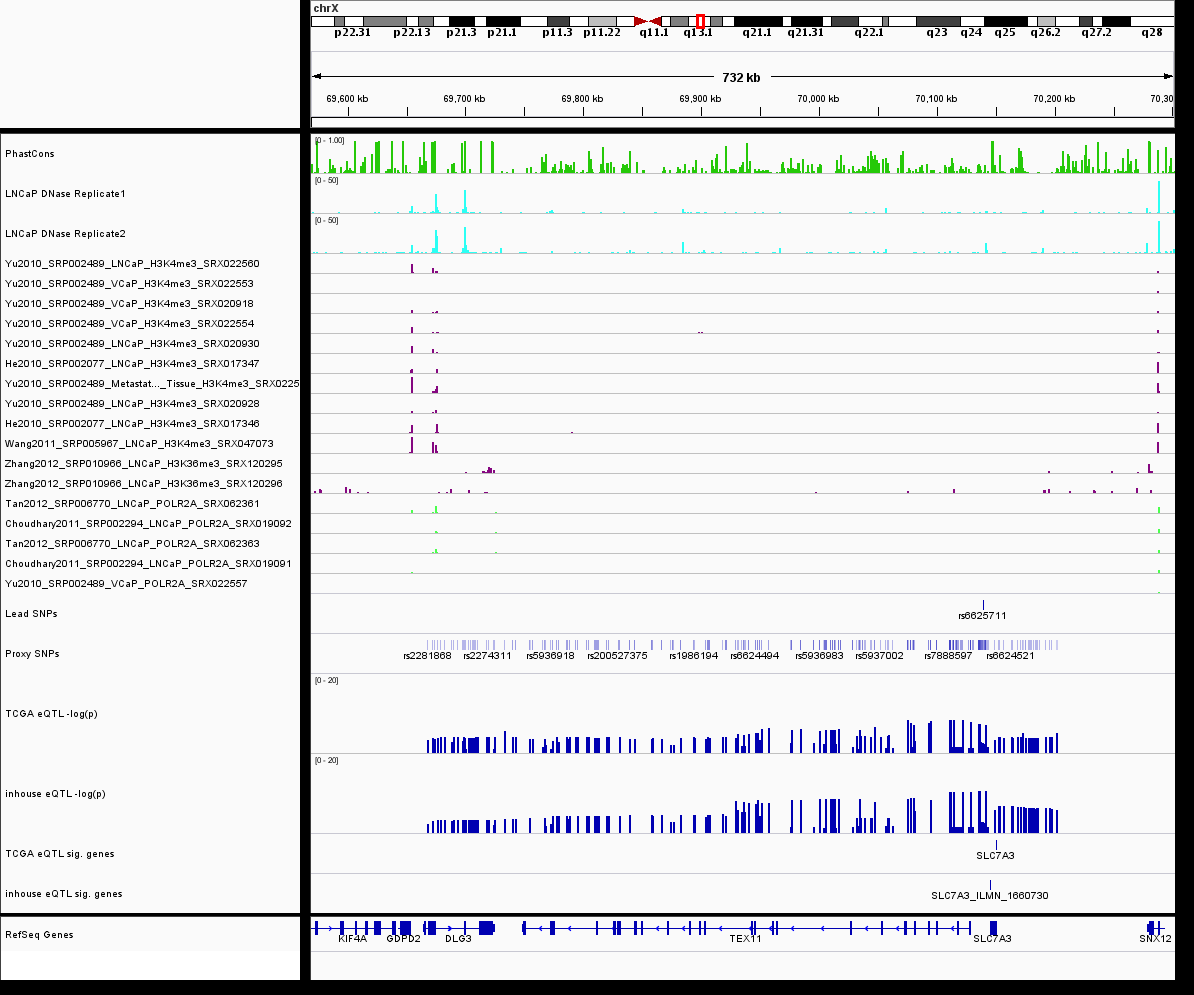 chrX
p22.31 p22.13 p21.3 p21.1 p11.3 p11.22 q11.1 q13.1 q21.1 q21.31 q22.1 q23 q24 q25 q26.2 q27.2 q28
732 kb
69,600 kb 69,700 kb 69,800 kb 69,900 kb 70,000 kb 70,100 kb 70,200 kb 70,30
[0 - 1.00]
PhastCons
[0 - 50]
LNCaP DNase Replicate1
[0 - 50]
LNCaP DNase Replicate2
Yu2010_SRP002489_LNCaP_H3K4me3_SRX022560
Yu2010_SRP002489_VCaP_H3K4me3_SRX022553
Yu2010_SRP002489_VCaP_H3K4me3_SRX020918
Yu2010_SRP002489_VCaP_H3K4me3_SRX022554
Yu2010_SRP002489_LNCaP_H3K4me3_SRX020930
He2010_SRP002077_LNCaP_H3K4me3_SRX017347
Yu2010_SRP002489_Metastat..._Tissue_H3K4me3_SRX0225
Yu2010_SRP002489_LNCaP_H3K4me3_SRX020928
He2010_SRP002077_LNCaP_H3K4me3_SRX017346
Wang2011_SRP005967_LNCaP_H3K4me3_SRX047073
Zhang2012_SRP010966_LNCaP_H3K36me3_SRX120295
Zhang2012_SRP010966_LNCaP_H3K36me3_SRX120296
Tan2012_SRP006770_LNCaP_POLR2A_SRX062361
Choudhary2011_SRP002294_LNCaP_POLR2A_SRX019092
Tan2012_SRP006770_LNCaP_POLR2A_SRX062363
Choudhary2011_SRP002294_LNCaP_POLR2A_SRX019091
Yu2010_SRP002489_VCaP_POLR2A_SRX022557
Lead SNPs
rs6625711
Proxy SNPs
rs2281868 rs2274311 rs5936918 rs200527375 rs1986194 rs6624494 rs5936983 rs5937002 rs7888597 rs6624521
[0 - 20]
TCGA eQTL -log(p)
[0 - 20]
inhouse eQTL -log(p)
TCGA eQTL sig. genes
SLC7A3
inhouse eQTL sig. genes
SLC7A3_ILMN_1660730
RefSeq Genes
KIF4A GDPD2 DLG3 TEX11 SLC7A3 SNX12